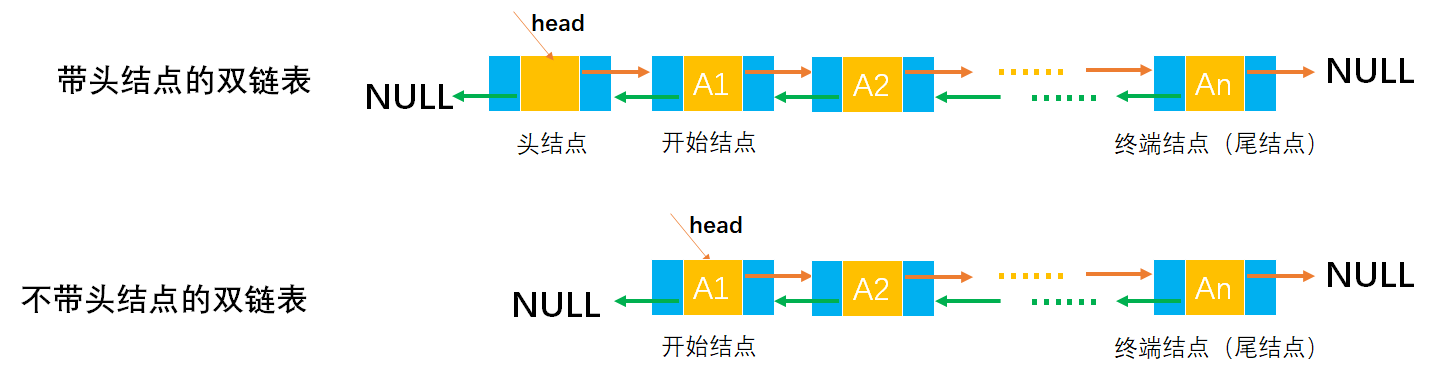 head
带头结点的双链表
NULL
A1
A2
An
NULL
头结点
开始结点
终端结点（尾结点）
head
不带头结点的双链表
NULL
A1
A2
An
NULL
开始结点
终端结点（尾结点）